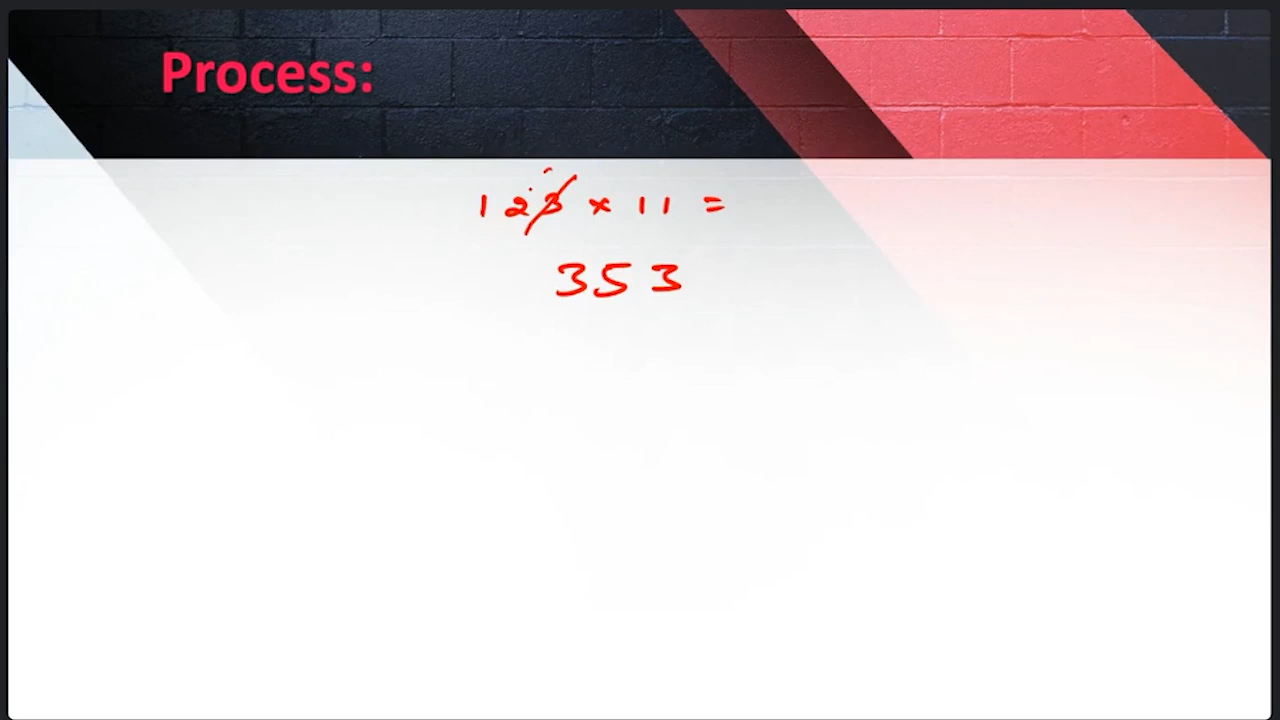 Process:
123 × 11 =
353